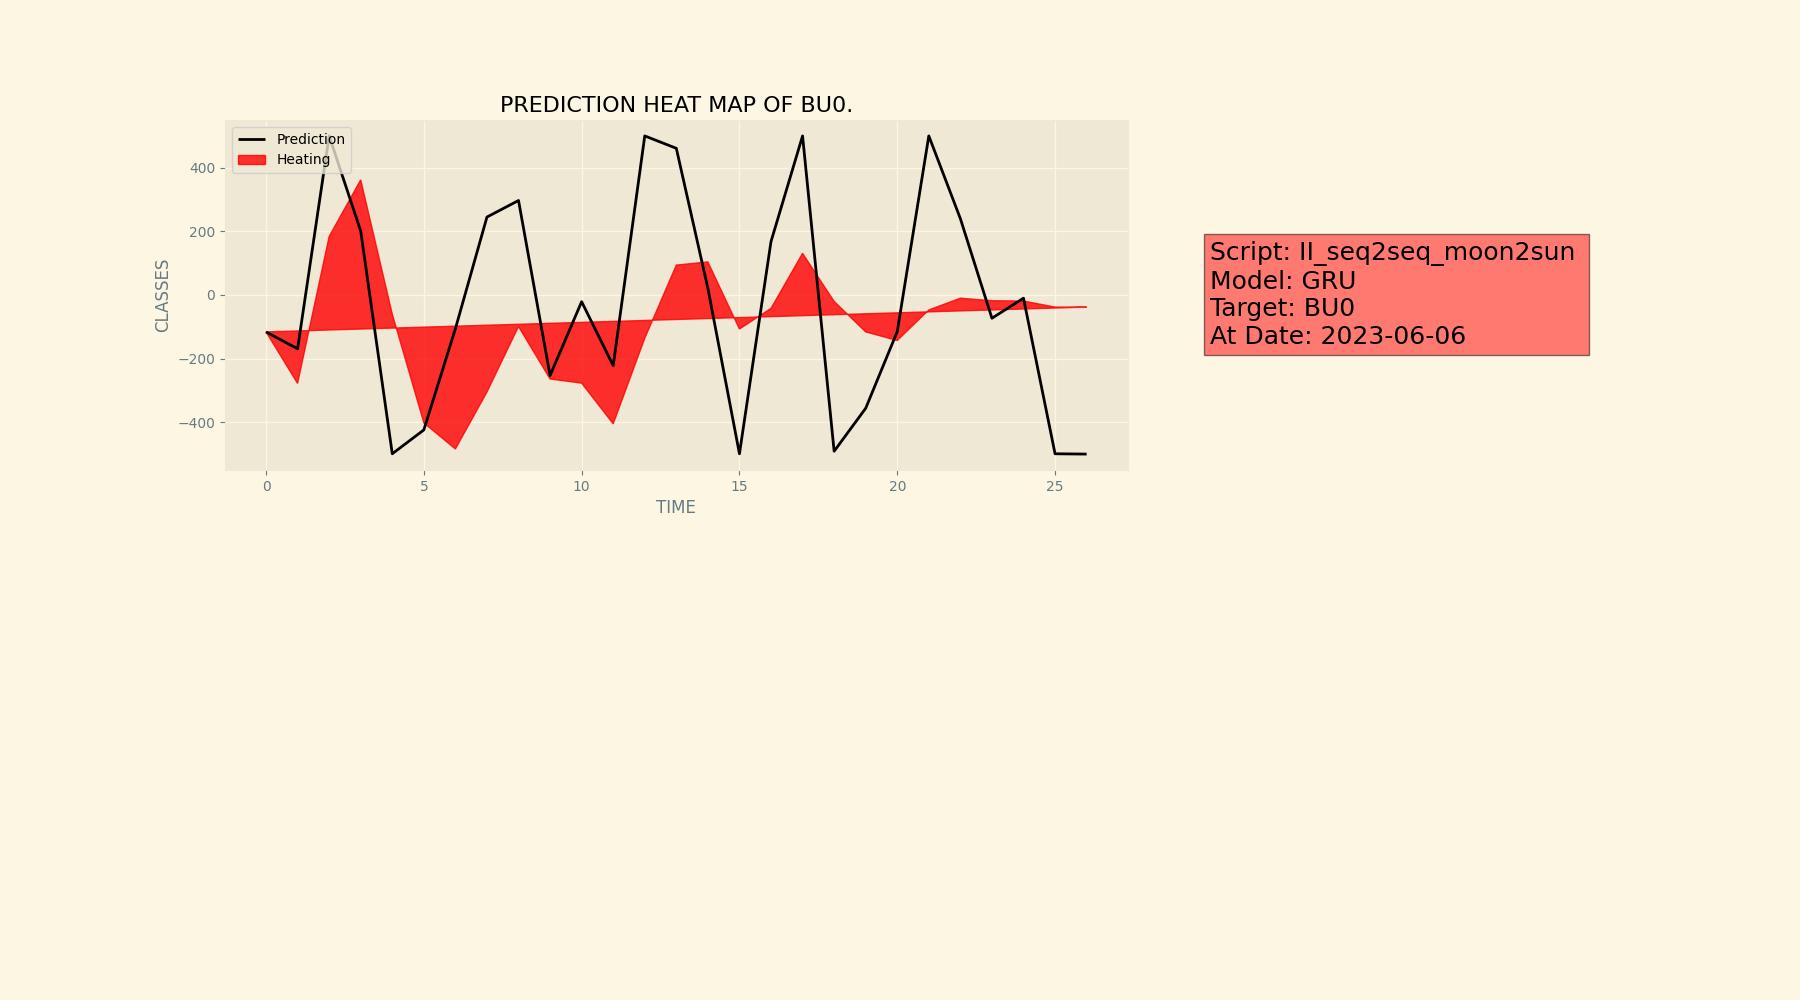 PREDICTION HEAT MAP OF BU0.
Prediction
Heating
400
200
0
−200
−400
CLASSES
0 5 10 15 20 25
TIME
Script: II_seq2seq_moon2sun
Model: GRU
Target: BU0
At Date: 2023-06-06